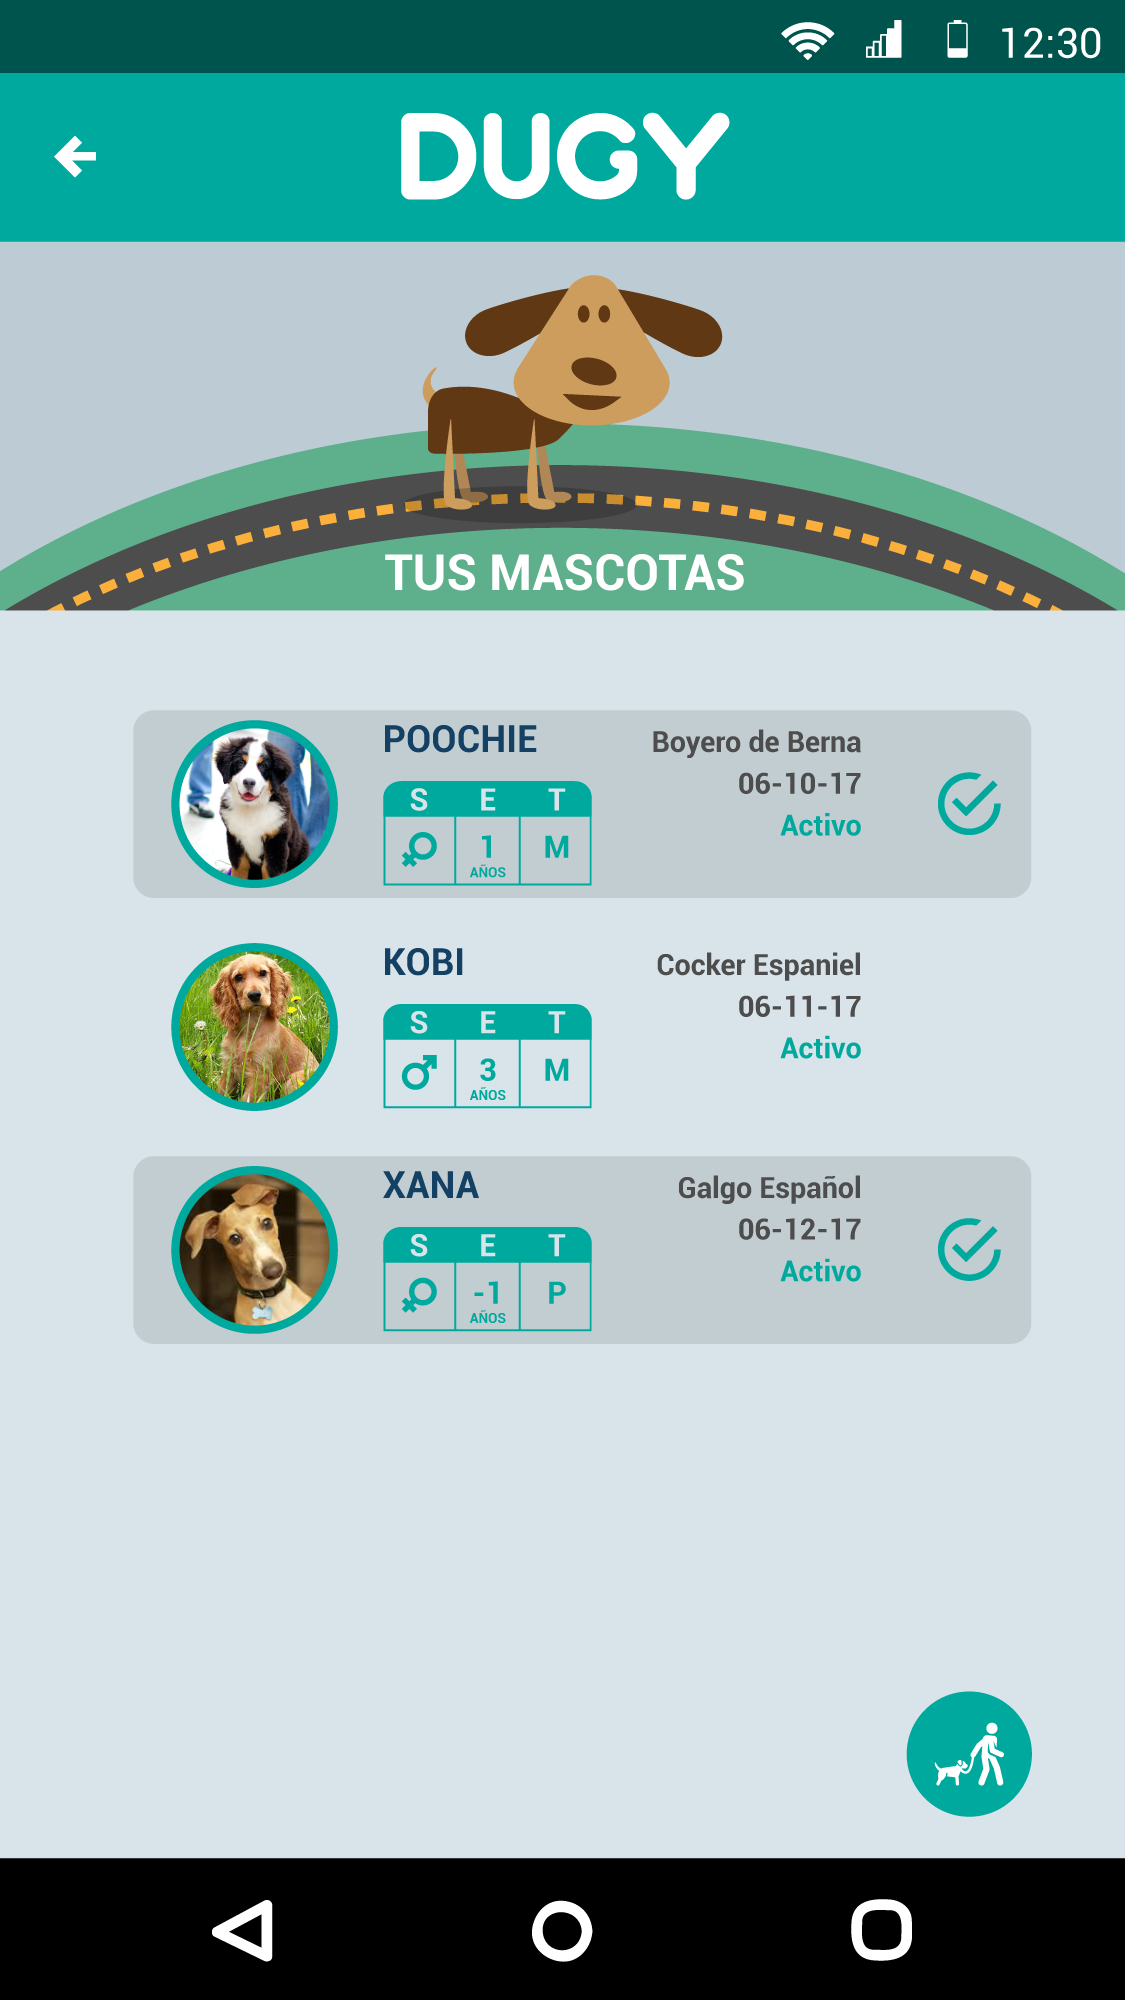 12:30
DUGY
TUS MASCOTAS
POOCHIE
Boyero de Berna
06-10-17
Activo
S E T
1 M
AÑOS
KOBI
Cocker Espaniel
06-11-17
Activo
S E T
3 M
AÑOS
XANA
Galgo Español
06-12-17
Activo
S E T
-1 P
AÑOS